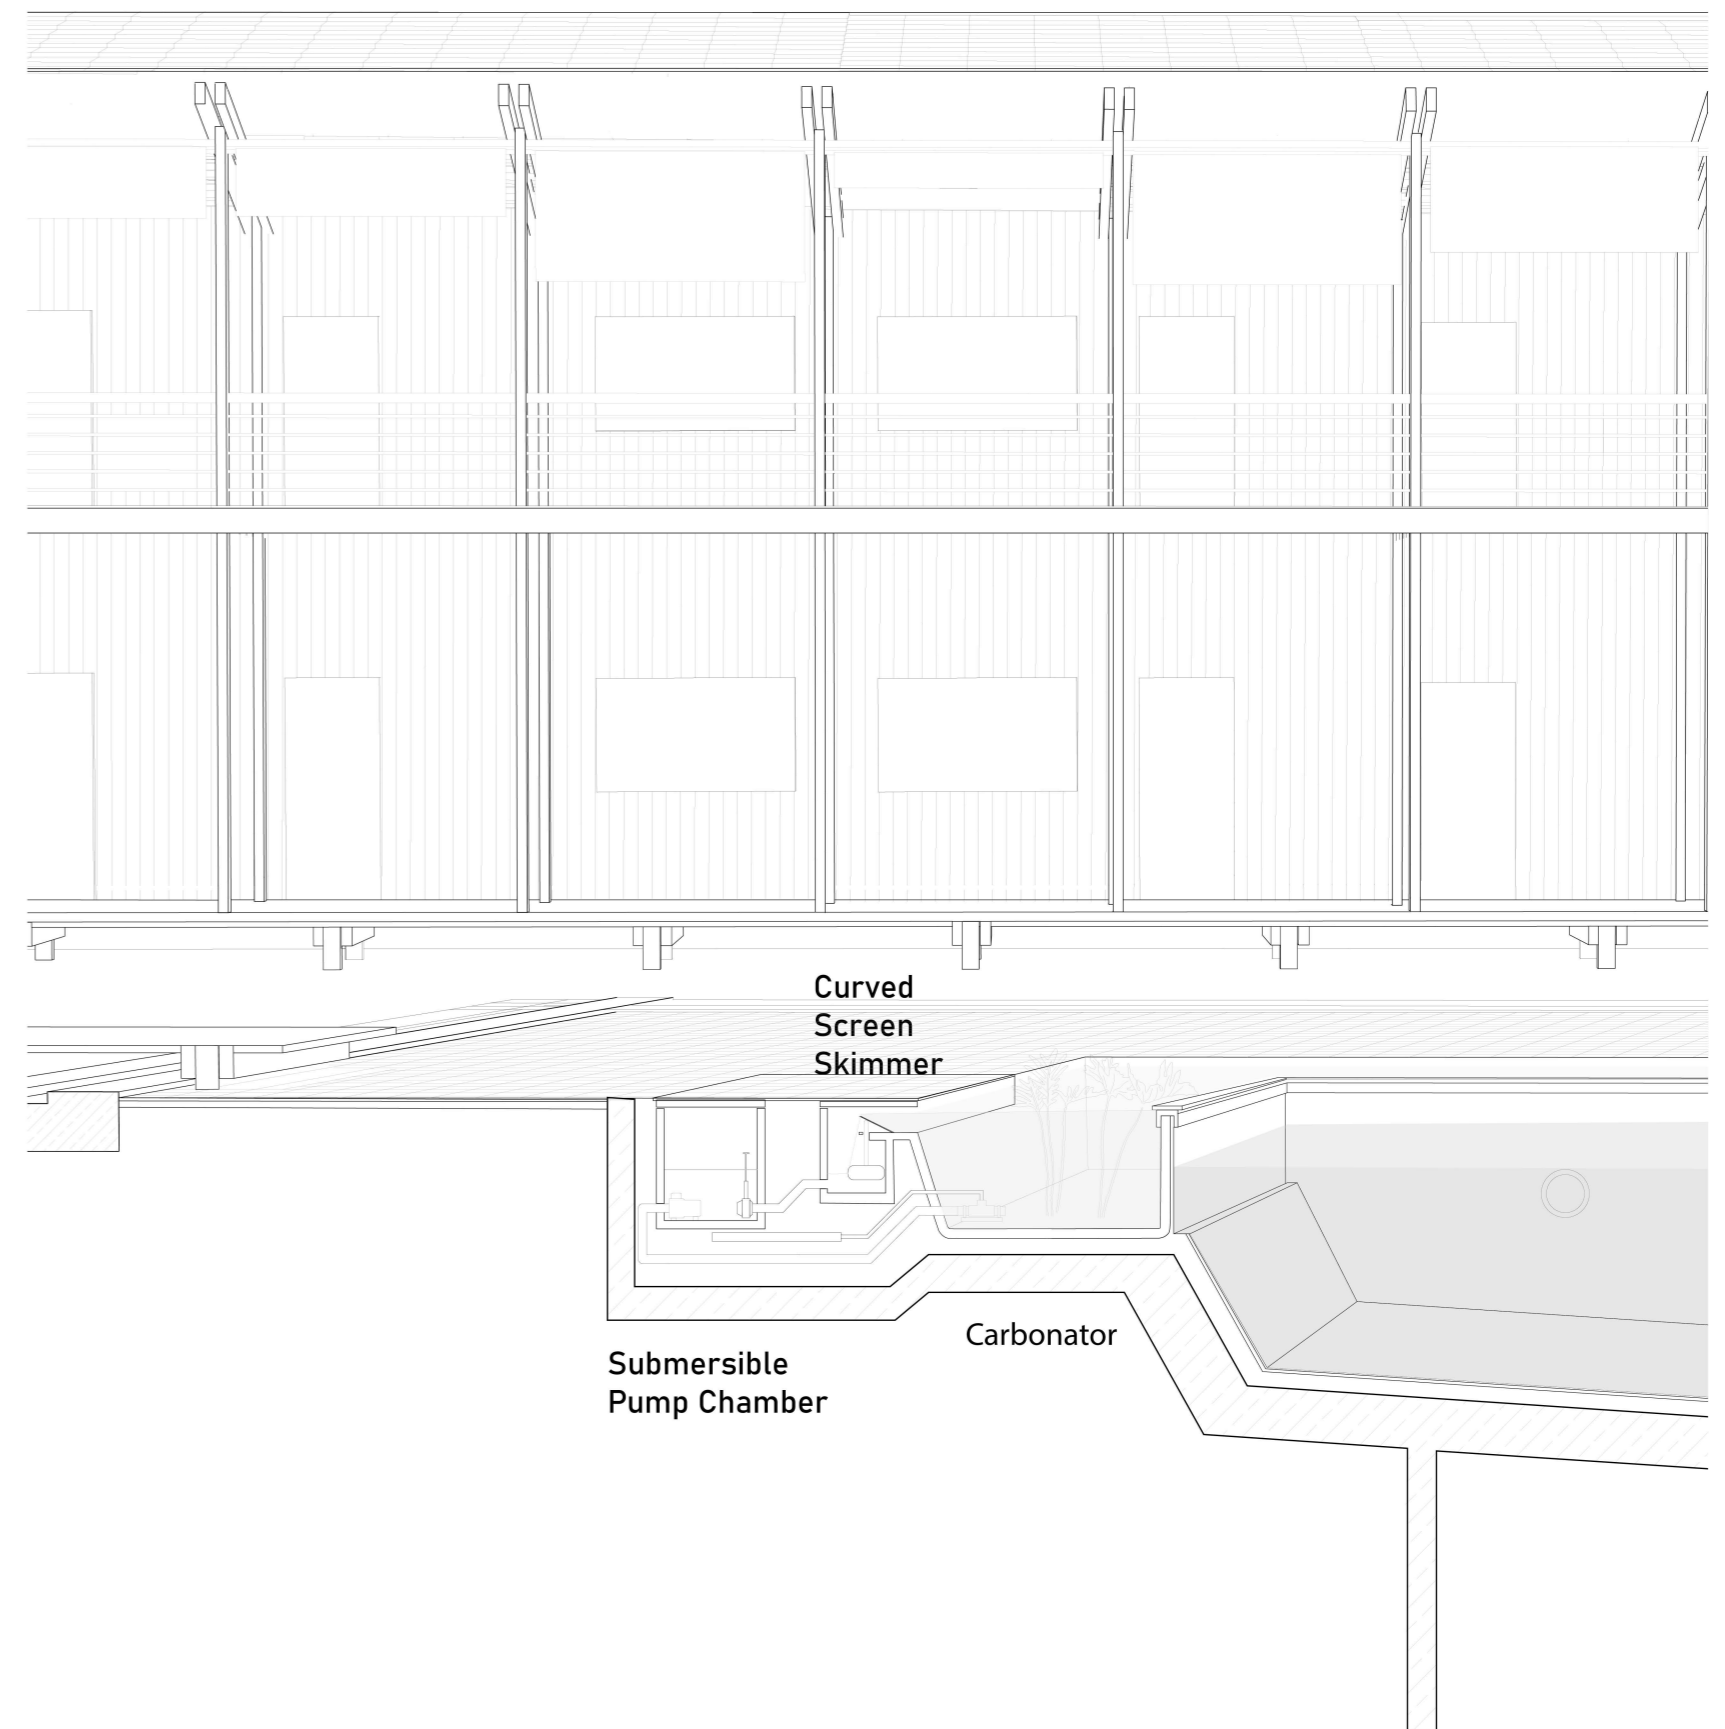 Curved
Screen
Skimmer
Carbonator
Submersible
Pump Chamber